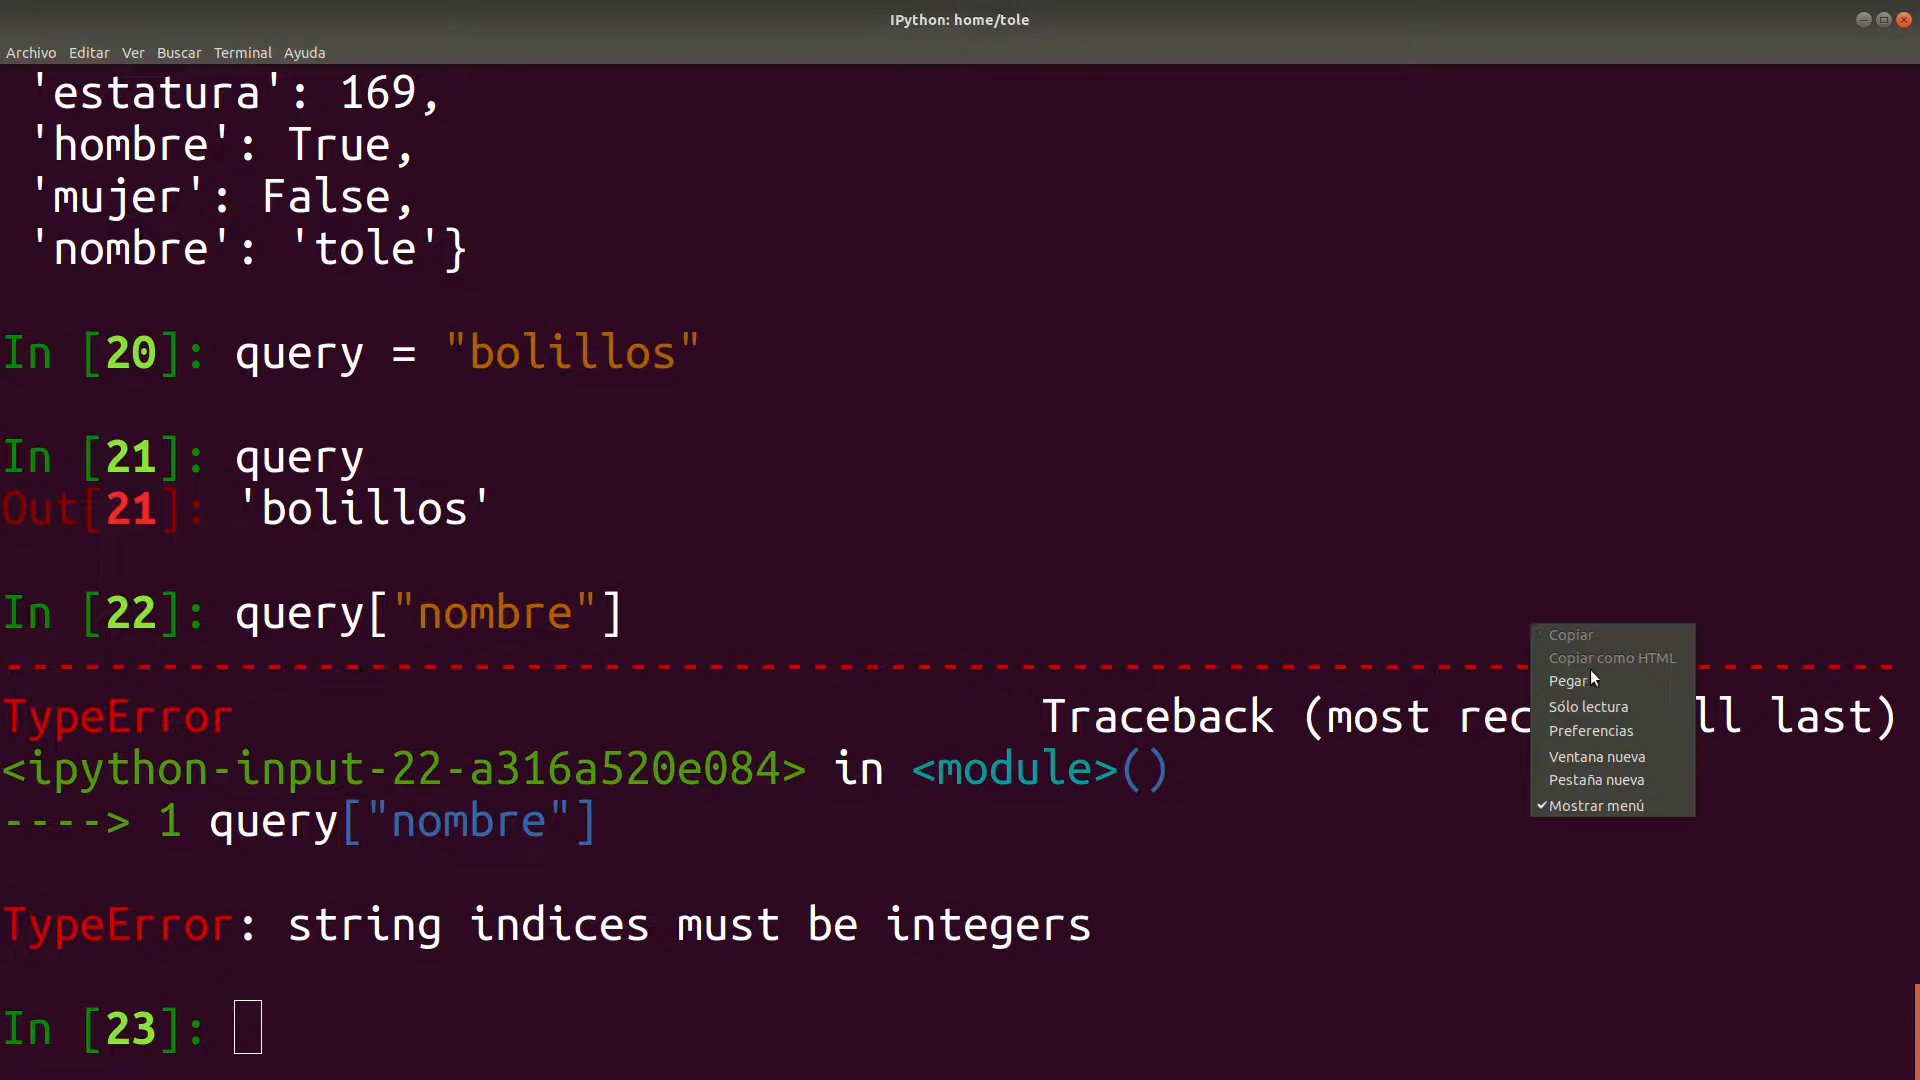 IPython: home/tole
Archivo Editar Ver Buscar Terminal Ayuda
'estatura': 169,
'hombre': True,
'mujer': False,
'nombre': 'tole'}
In [20]: query = "bolillos"
In [21]: query
Out[21]: 'bolillos'
In [22]: query["nombre"]
---------------------------------------------------------------------------
TypeError Traceback (most rec ll last)
<ipython-input-22-a316a520e084> in <module>()
----> 1 query["nombre"]
TypeError: string indices must be integers
In [23]:
Copiar
Copiar como HTML
Pegar
Sólo lectura
Preferencias
Ventana nueva
Pestaña nueva
✓Mostrar menú